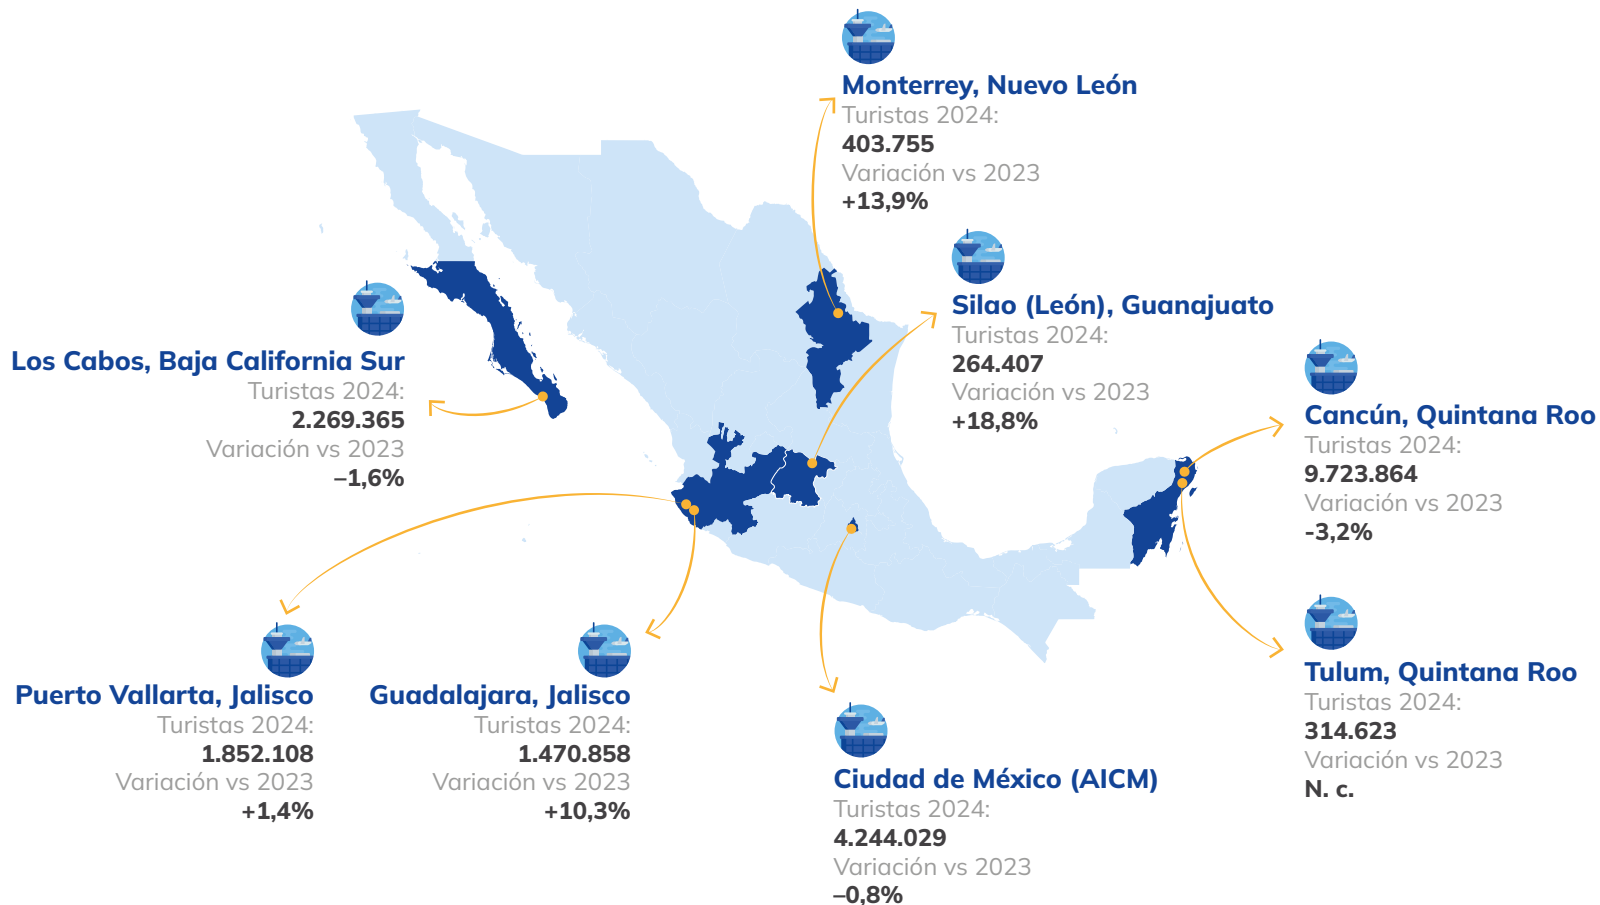 Monterrey, Nuevo León
Turistas 2024:
403.755
Variación vs 2023
+13,9%
Silao (León), Guanajuato
Turistas 2024:
264.407
Variación vs 2023
+18,8%
Los Cabos, Baja California Sur
Turistas 2024:
2.269.365
Variación vs 2023
–1,6%
Cancún, Quintana Roo
Turistas 2024:
9.723.864
Variación vs 2023
-3,2%
Puerto Vallarta, Jalisco
Turistas 2024:
1.852.108
Variación vs 2023
+1,4%
Guadalajara, Jalisco
Turistas 2024:
1.470.858
Variación vs 2023
+10,3%
Ciudad de México (AICM)
Turistas 2024:
4.244.029
Variación vs 2023
–0,8%
Tulum, Quintana Roo
Turistas 2024:
314.623
Variación vs 2023
N. c.